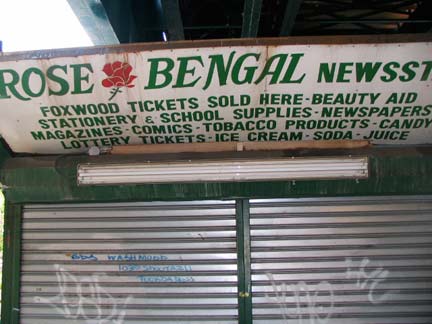 ROSE BENGAL NEWSST
FOXWOOD TICKETS SOLD HERE-BEAUTY AID
STATIONERY & SCHOOL SUPPLIES-NEWSPAPERS
MAGAZINES-COMICS-TOBACCO PRODUCTS-CANDY
LOTTERY TICKETS-ICE CREAM-SODA-JUICE
WASHMOOD